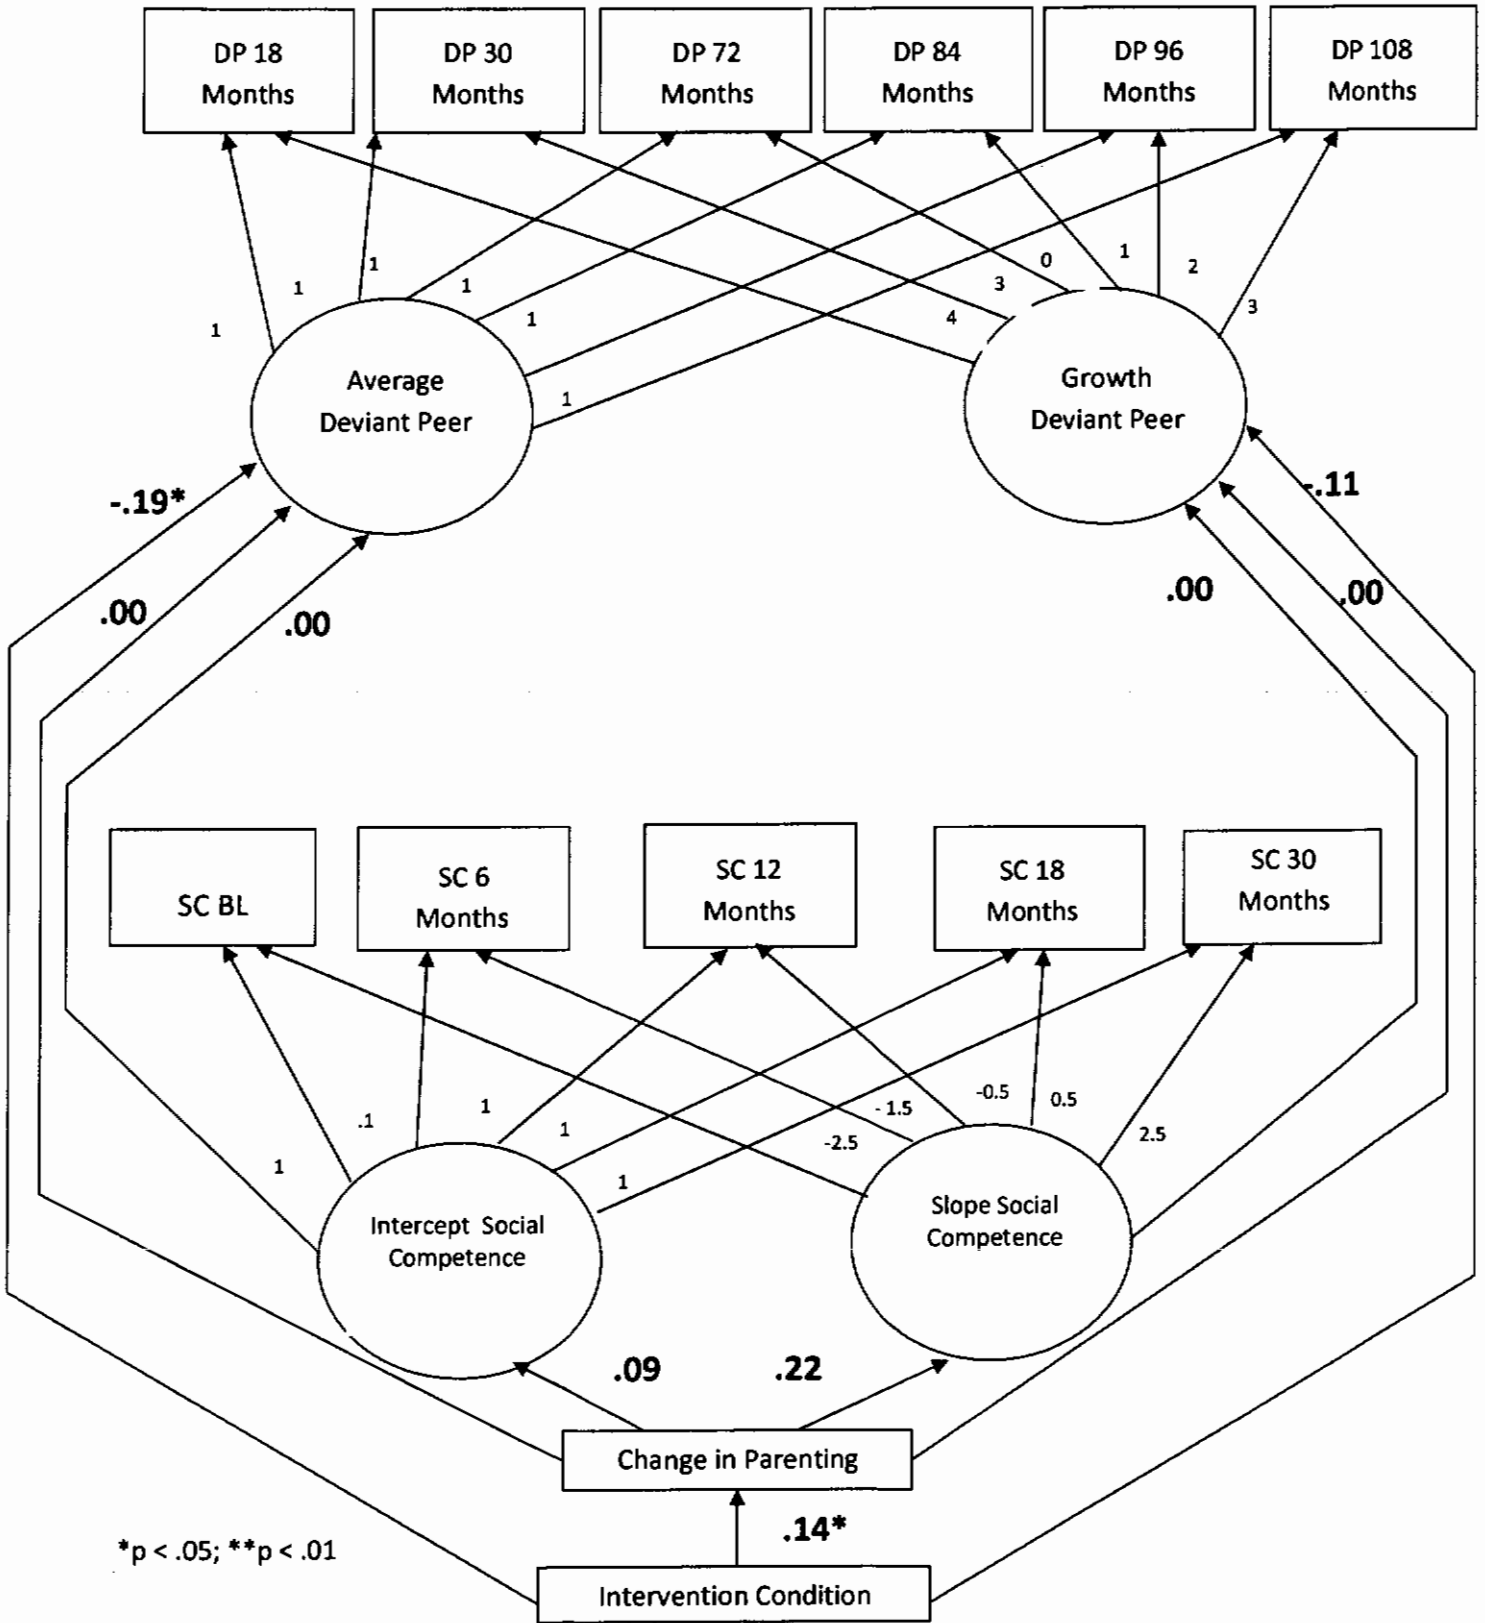 DP 18
Months
DP 30
Months
DP 72
Months
DP 84
Months
DP 96
Months
DP 108
Months
1
1
1
1
1
1
4
3
0
1
2
3
Average
Deviant Peer
Growth
Deviant Peer
-.19*
.00
.00
-.11
.00
.00
SC BL
SC 6
Months
SC 12
Months
SC 18
Months
SC 30
Months
1
.1
1
1
1
-2.5
-1.5
-0.5
0.5
2.5
Intercept Social
Competence
Slope Social
Competence
.09
.22
Change in Parenting
.14*
*p < .05; **p < .01
Intervention Condition